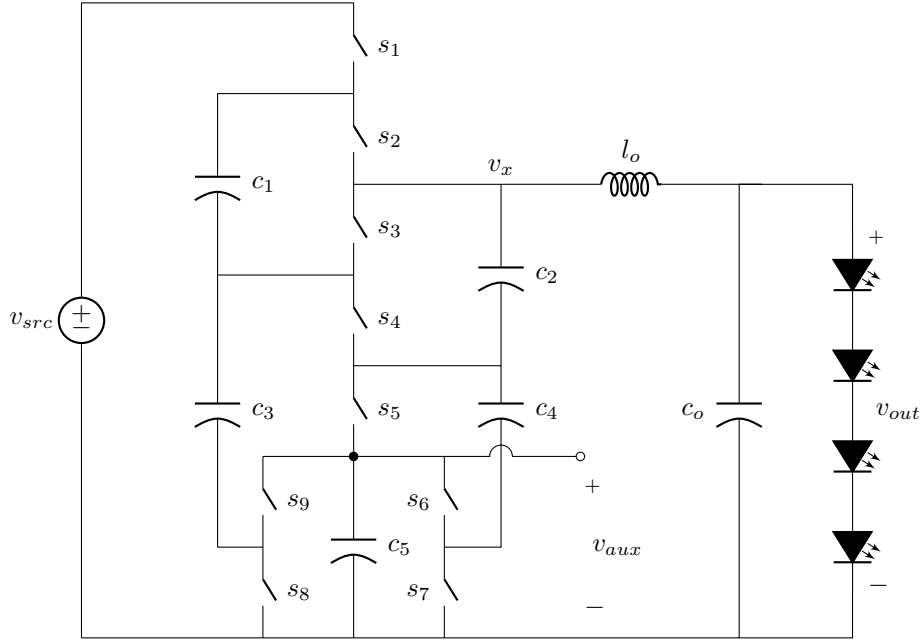 s1
s2
vx
lo
c1
s3
+
c2
s4
vsrc
+
−
c3
s5
c4
co
vout
s9
s6
+
c5
vaux
s8
s7
−
−